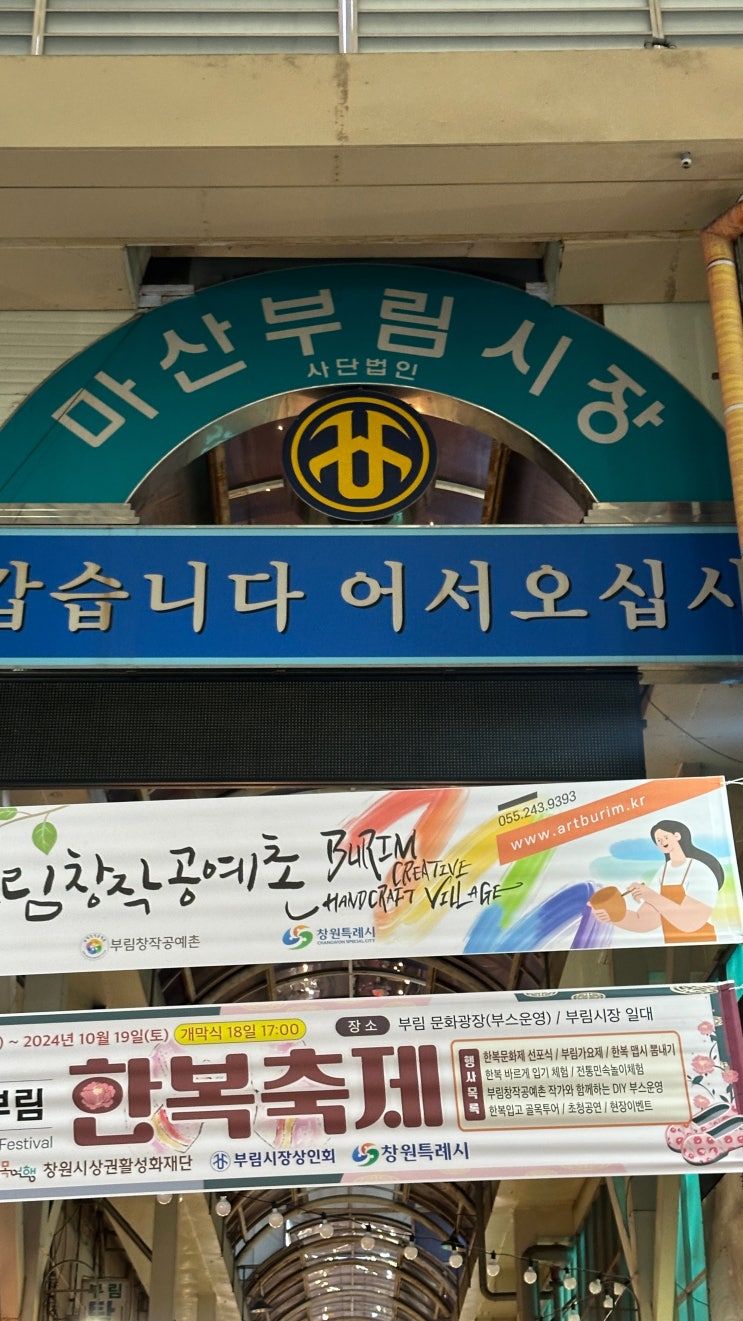 마산부림시장
사단법인
갑습니다 어서오십시
림창작공예촌
BURIM
CREATIVE
HANDCRAFT VILLAGE
055.243.9393
www.artburim.kr
부림창작공예촌
창원특례시
CHANGWON SPECIAL CITY
) ~ 2024년 10월 19일(토) 개막식 18일 17:00
장소 부림 문화광장(부스운영) / 부림시장 일대
부림
한복축제
Festival
행사목록
한복문화제 선포식 / 부림가요제 / 한복 맵시 뽐내기
한복 바르게 입기 체험 / 전통민속놀이체험
부림창작공예촌 작가와 함께하는 DIY 부스운영
한복입고 골목투어 / 초청공연 / 현장이벤트
창원시상권활성화재단
부림시장상인회
창원특례시
부림